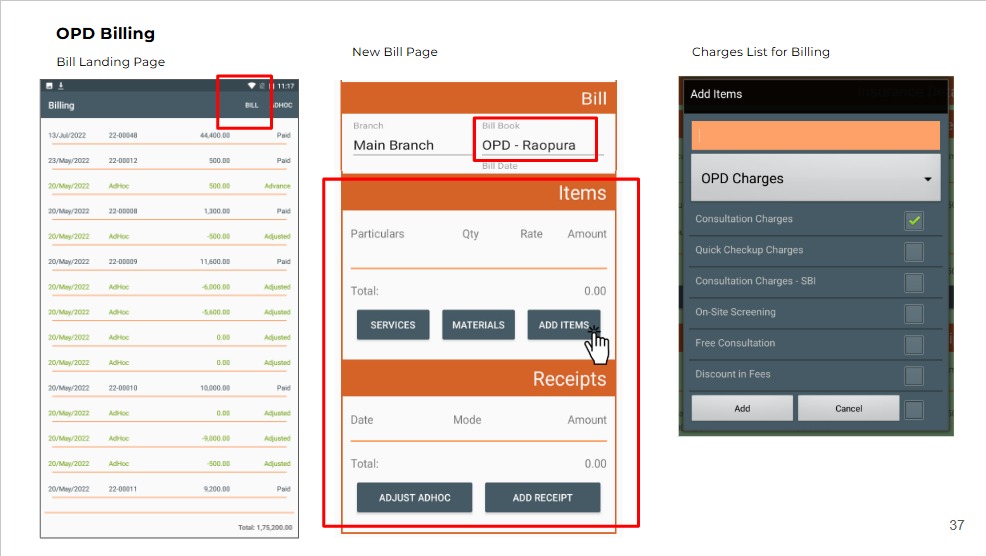 OPD Billing
Bill Landing Page
New Bill Page
Charges List for Billing
11:17
Billing
BILL
ADHOC
13/Jul/2022 22-00048 44,400.00 Paid
23/May/2022 22-00012 500.00 Paid
20/May/2022 AdHoc 500.00 Advance
20/May/2022 22-00008 1,300.00 Paid
20/May/2022 AdHoc -500.00 Adjusted
20/May/2022 22-00009 11,600.00 Paid
20/May/2022 AdHoc -6,000.00 Adjusted
20/May/2022 AdHoc -5,600.00 Adjusted
20/May/2022 AdHoc 0.00 Adjusted
20/May/2022 AdHoc 0.00 Adjusted
20/May/2022 22-00010 10,000.00 Paid
20/May/2022 AdHoc 0.00 Adjusted
20/May/2022 AdHoc -9,000.00 Adjusted
20/May/2022 AdHoc -500.00 Adjusted
20/May/2022 22-00011 9,200.00 Paid
Total: 1,75,200.00
Bill
Branch Bill Book
Main Branch OPD - Raopura
Bill Date
Items
Particulars Qty Rate Amount
Total: 0.00
SERVICES MATERIALS ADD ITEMS
Receipts
Date Mode Amount
Total: 0.00
ADJUST ADHOC ADD RECEIPT
Add Items
OPD Charges
Consultation Charges
Quick Checkup Charges
Consultation Charges - SBI
On-Site Screening
Free Consultation
Discount in Fees
Add Cancel
37